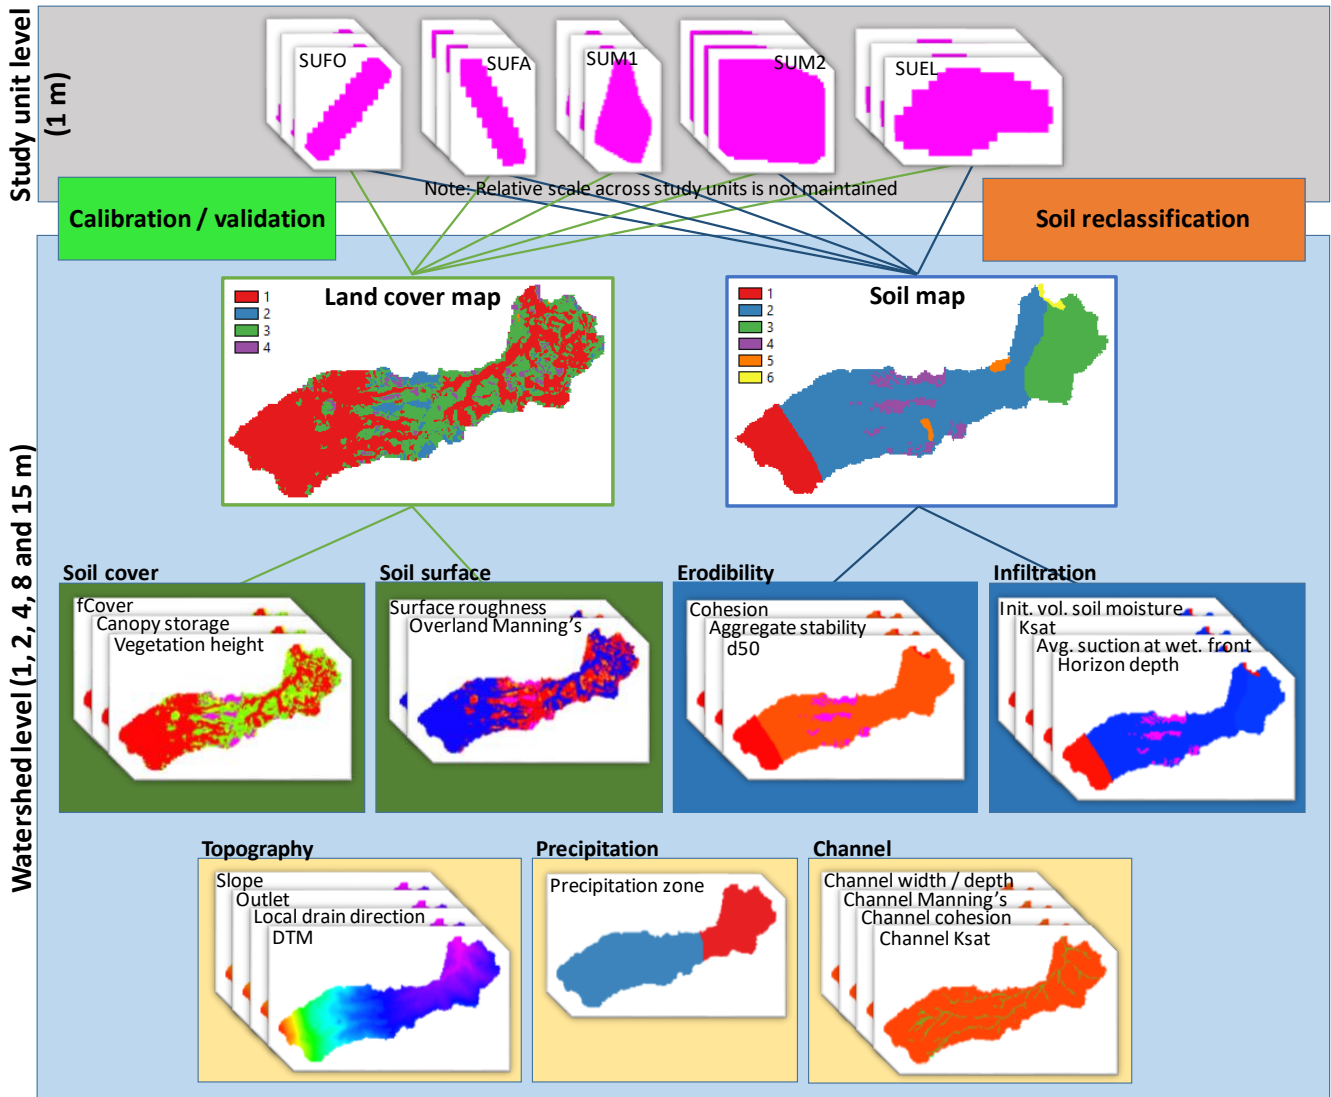 Study unit level
(1 m)
SUFO
SUFA
SUM1
SUM2
SUEL
Note: Relative scale across study units is not maintained
Calibration / validation
Soil reclassification
Watershed level (1, 2, 4, 8 and 15 m)
Land cover map
1
2
3
4
Soil map
1
2
3
4
5
6
Soil cover
fCover
Canopy storage
Vegetation height
Soil surface
Surface roughness
Overland Manning's
Erodibility
Cohesion
Aggregate stability
d50
Infiltration
Init. vol. soil moisture
Ksat
Avg. suction at wet. front
Horizon depth
Topography
Slope
Outlet
Local drain direction
DTM
Precipitation
Precipitation zone
Channel
Channel width / depth
Channel Manning's
Channel cohesion
Channel Ksat